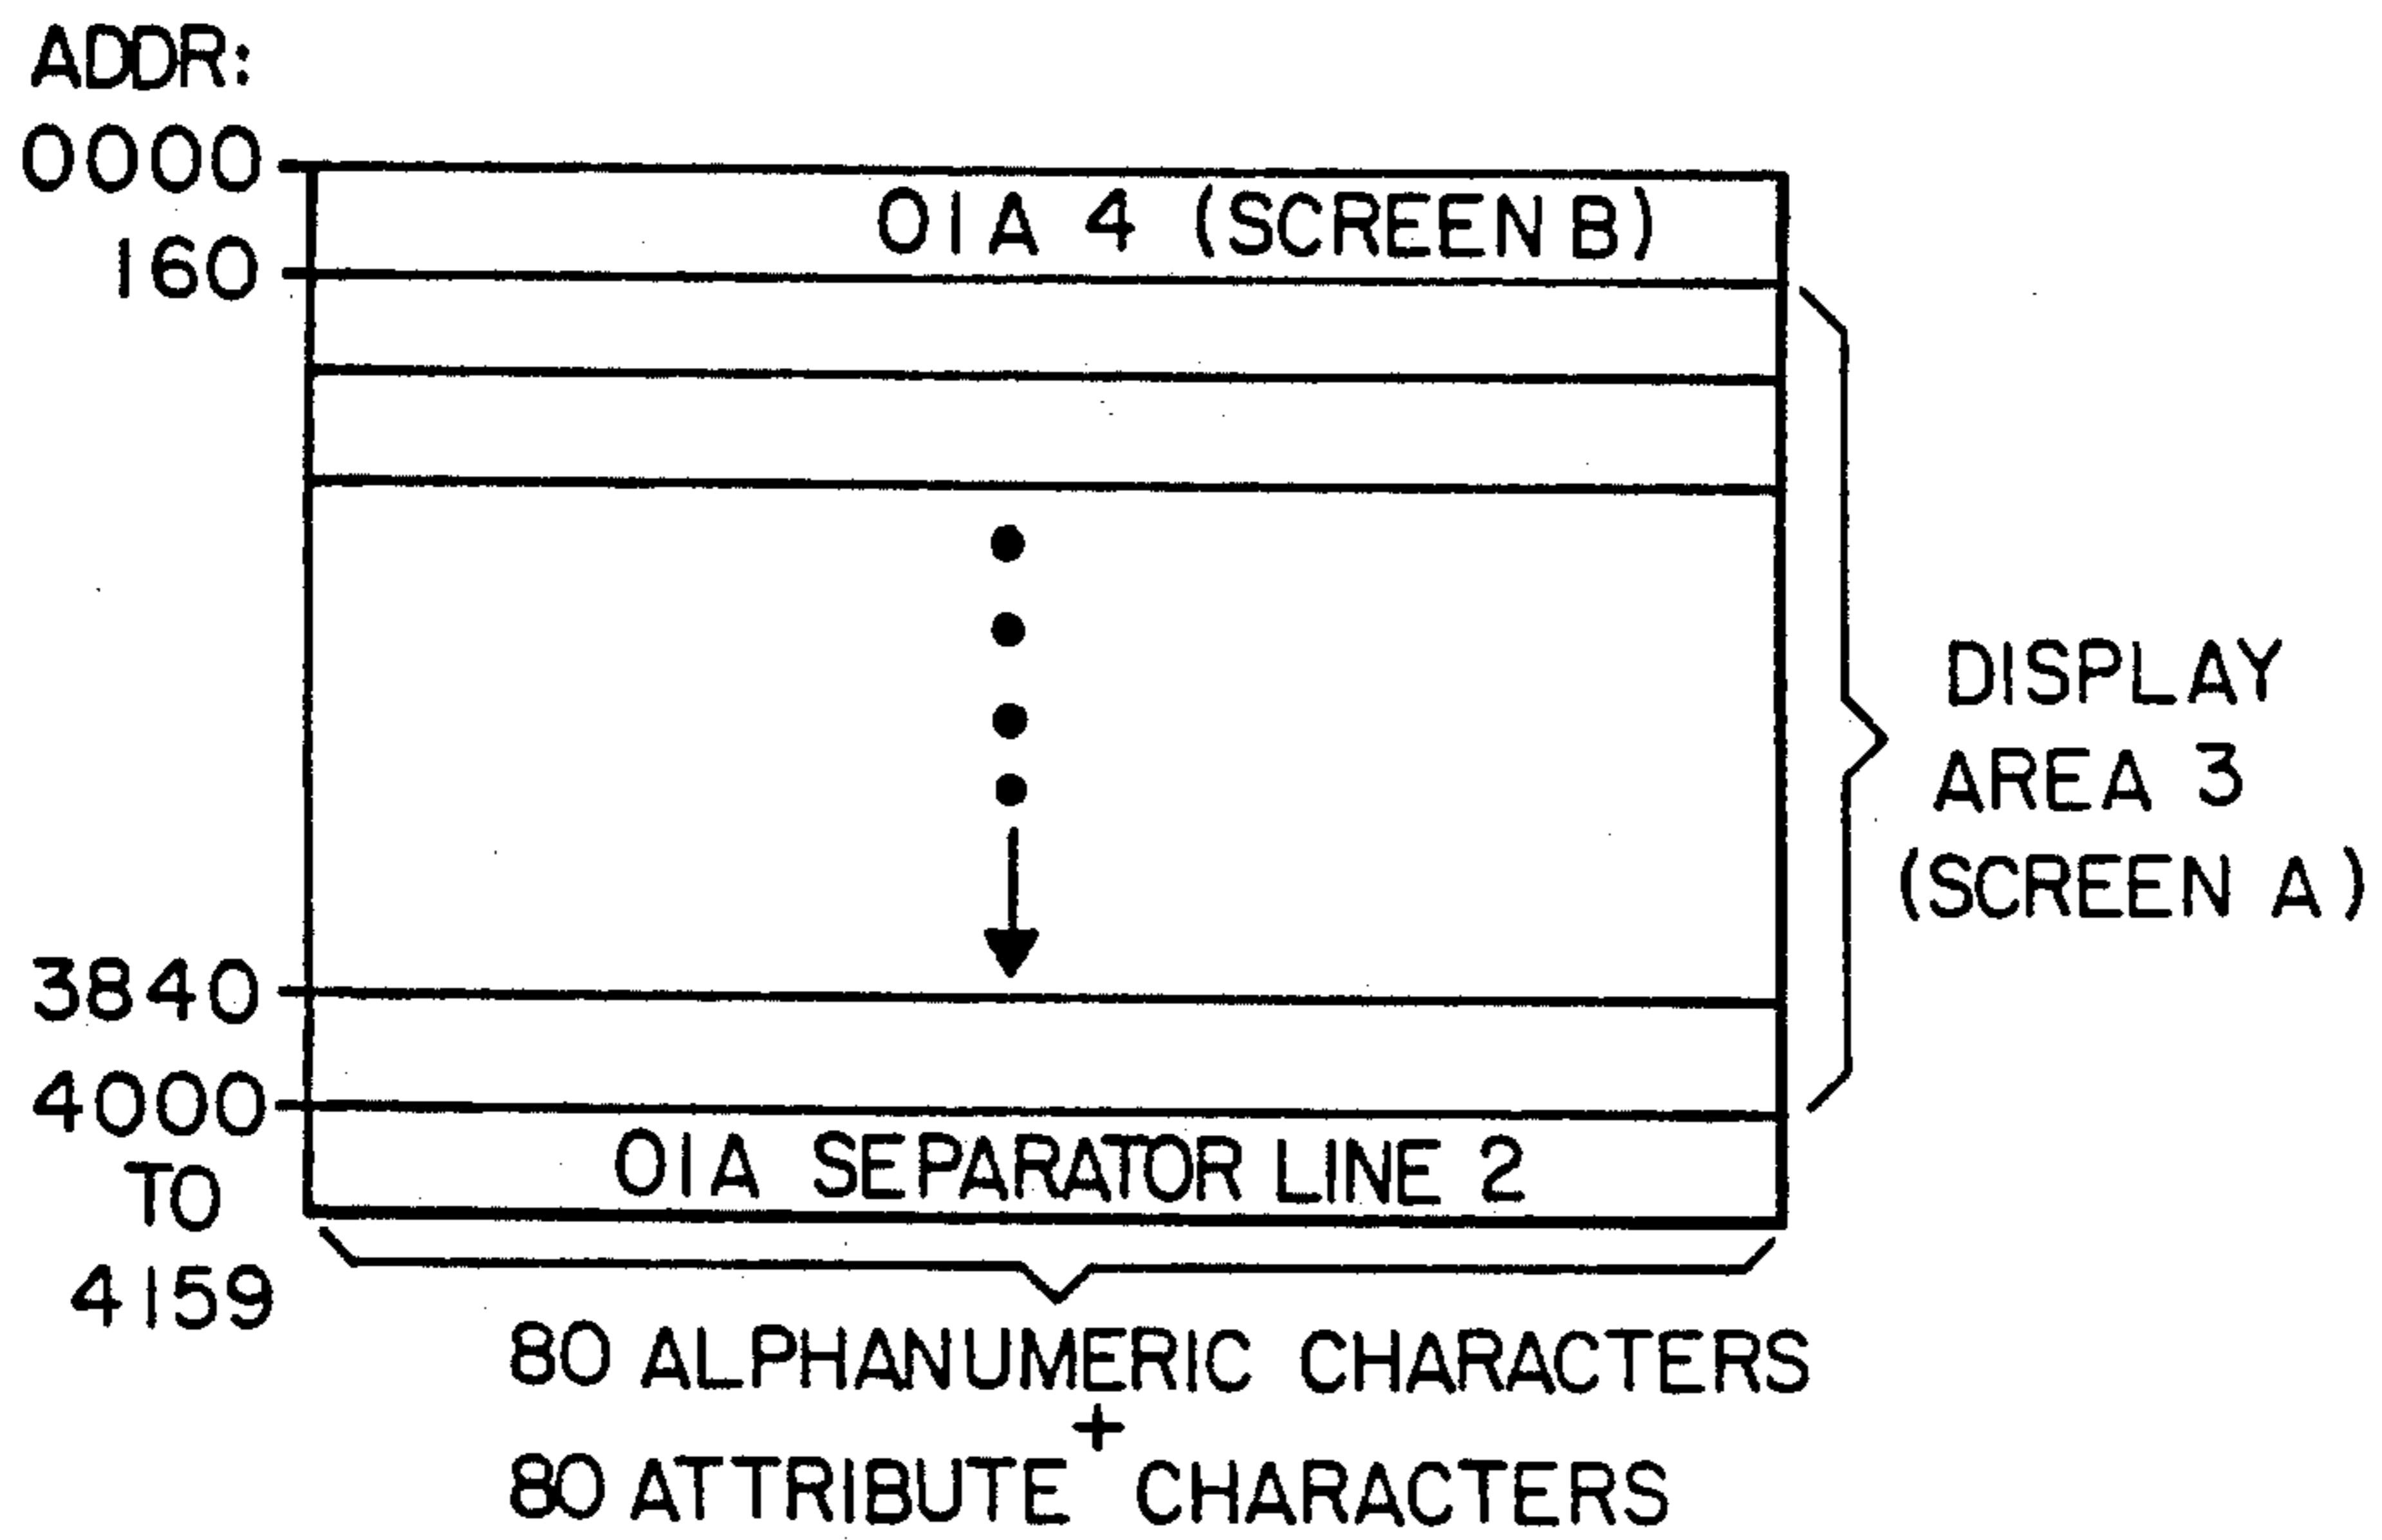 ADDR:
0000
OIA 4 (SCREEN B)
160
DISPLAY
AREA 3
(SCREEN A)
3840
4000
TO
4159
OIA SEPARATOR LINE 2
80 ALPHANUMERIC CHARACTERS
+
80 ATTRIBUTE CHARACTERS